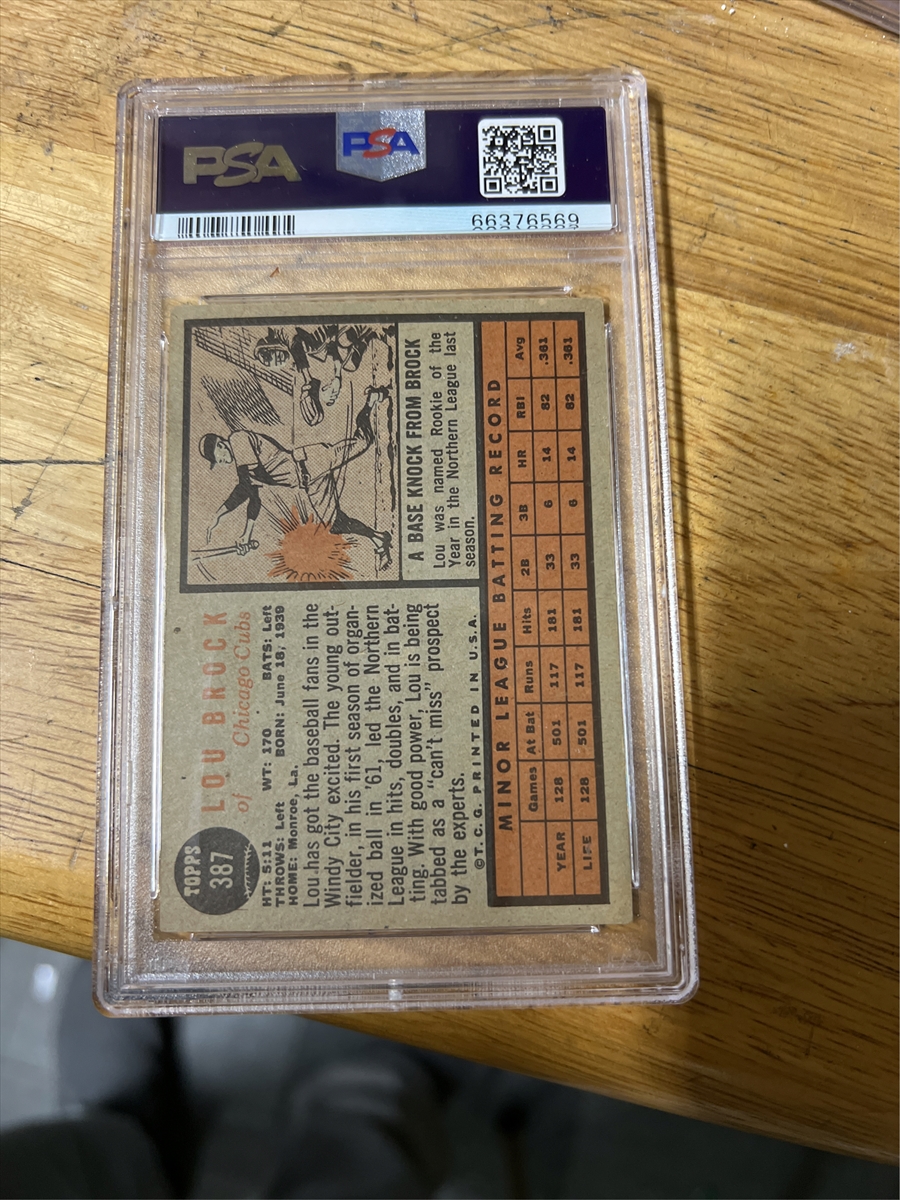 PSA
PSA
66376569
TOPPS
387
LOU BROCK
of Chicago Cubs
HT: 5:11 WT: 170 BATS: Left
THROWS: Left BORN: June 18, 1939
HOME: Monroe, La.
Lou has got the baseball fans in the
Windy City excited. The young out-
fielder, in his first season of organ-
ized ball in '61, led the Northern
League in hits, doubles, and in bat-
ting. With good power, Lou is being
tabbed as a "can't miss" prospect
by the experts.
©T.C.G. PRINTED IN U.S.A.
A BASE KNOCK FROM BROCK
Lou was named Rookie of the
Year in the Northern League last
season.
MINOR LEAGUE BATTING RECORD
Games At Bat Runs Hits 2B 3B HR RBI Avg
YEAR 128 501 117 181 33 6 14 82 .361
LIFE 128 501 117 181 33 6 14 82 .361